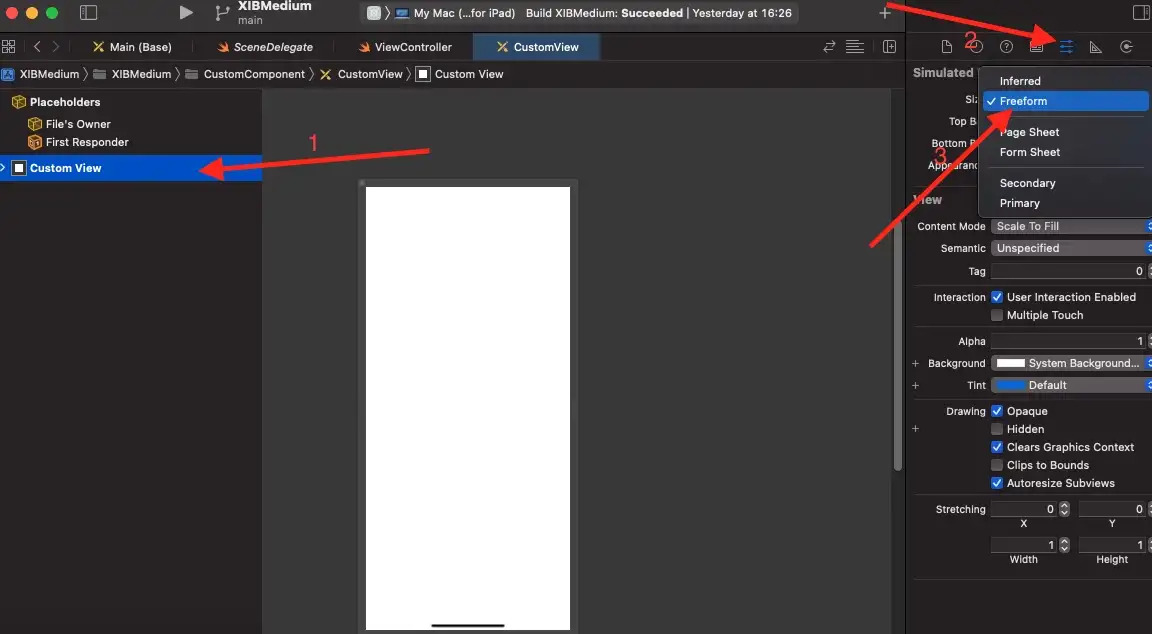 XIBMedium
main
My Mac (...for iPad) Build XIBMedium: Succeeded | Yesterday at 16:26
Main (Base)
SceneDelegate
ViewController
CustomView
XIBMedium
XIBMedium
CustomComponent
CustomView
Custom View
Placeholders
File's Owner
First Responder
Custom View
1
2
3
Simulated
Inferred
Freeform
Page Sheet
Form Sheet
Secondary
Primary
Top B
Bottom
View
Content Mode Scale To Fill
Semantic Unspecified
Tag 0
Interaction User Interaction Enabled
Multiple Touch
Alpha 1
Background System Background...
Tint Default
Drawing Opaque
Hidden
Clears Graphics Context
Clips to Bounds
Autoresize Subviews
Stretching 0 0
X Y
1 1
Width Height